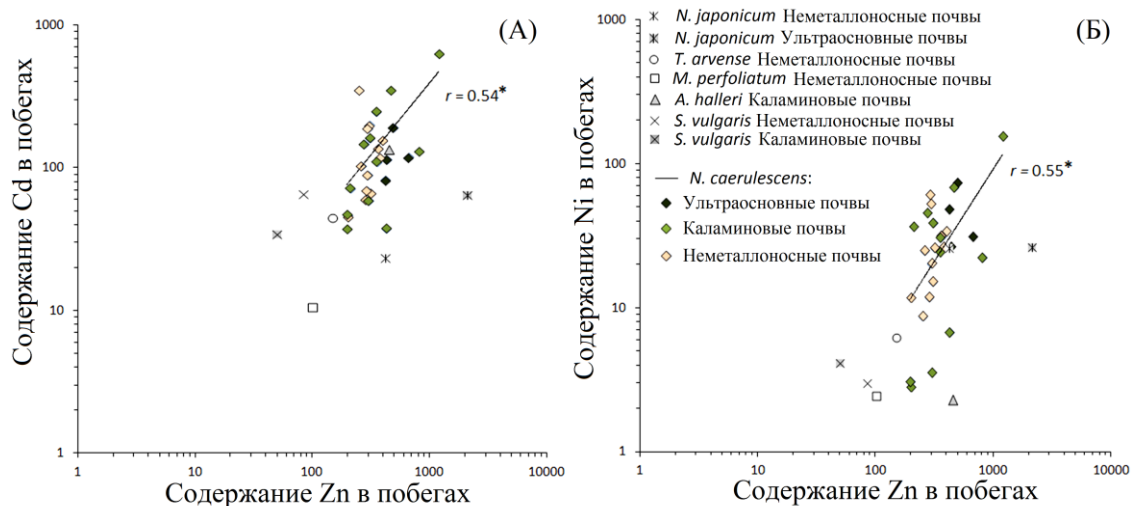 (А)
Содержание Cd в побегах
1000
100
10
1
r = 0.54*
1
10
100
1000
10000
Содержание Zn в побегах
(Б)
Содержание Ni в побегах
1000
100
10
1
N. japonicum Неметаллоносные почвы
N. japonicum Ультраосновные почвы
T. arvense Неметаллоносные почвы
M. perfoliatum Неметаллоносные почвы
A. halleri Каламиновые почвы
S. vulgaris Неметаллоносные почвы
S. vulgaris Каламиновые почвы
N. caerulescens:
Ультраосновные почвы
Каламиновые почвы
Неметаллоносные почвы
r = 0.55*
1
10
100
1000
10000
Содержание Zn в побегах